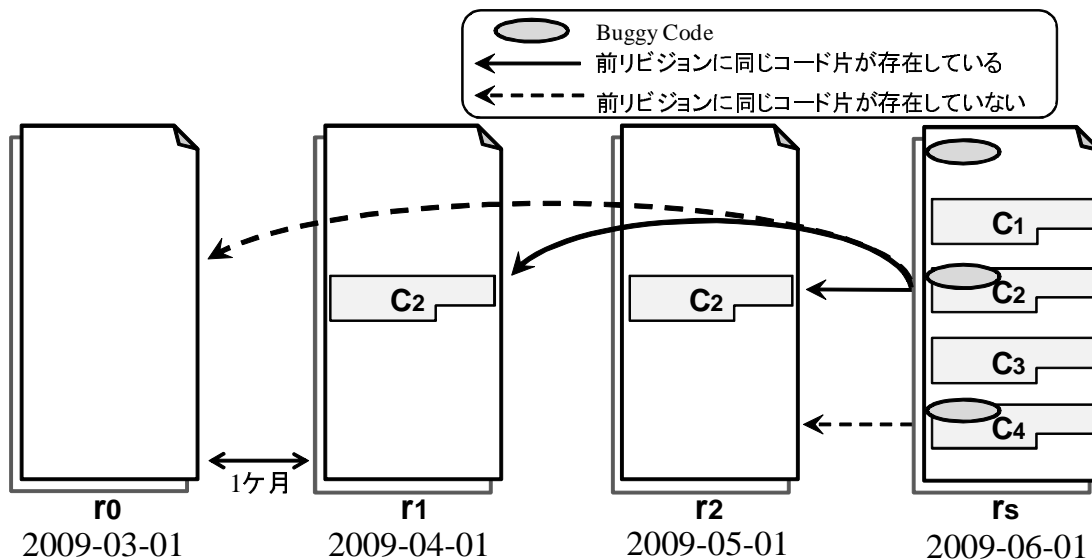 Buggy Code
前リビジョンに同じコード片が存在している
前リビジョンに同じコード片が存在していない
C1
C2
C2
C2
C3
C4
1ケ月
r0
r1
r2
rs
2009-03-01
2009-04-01
2009-05-01
2009-06-01